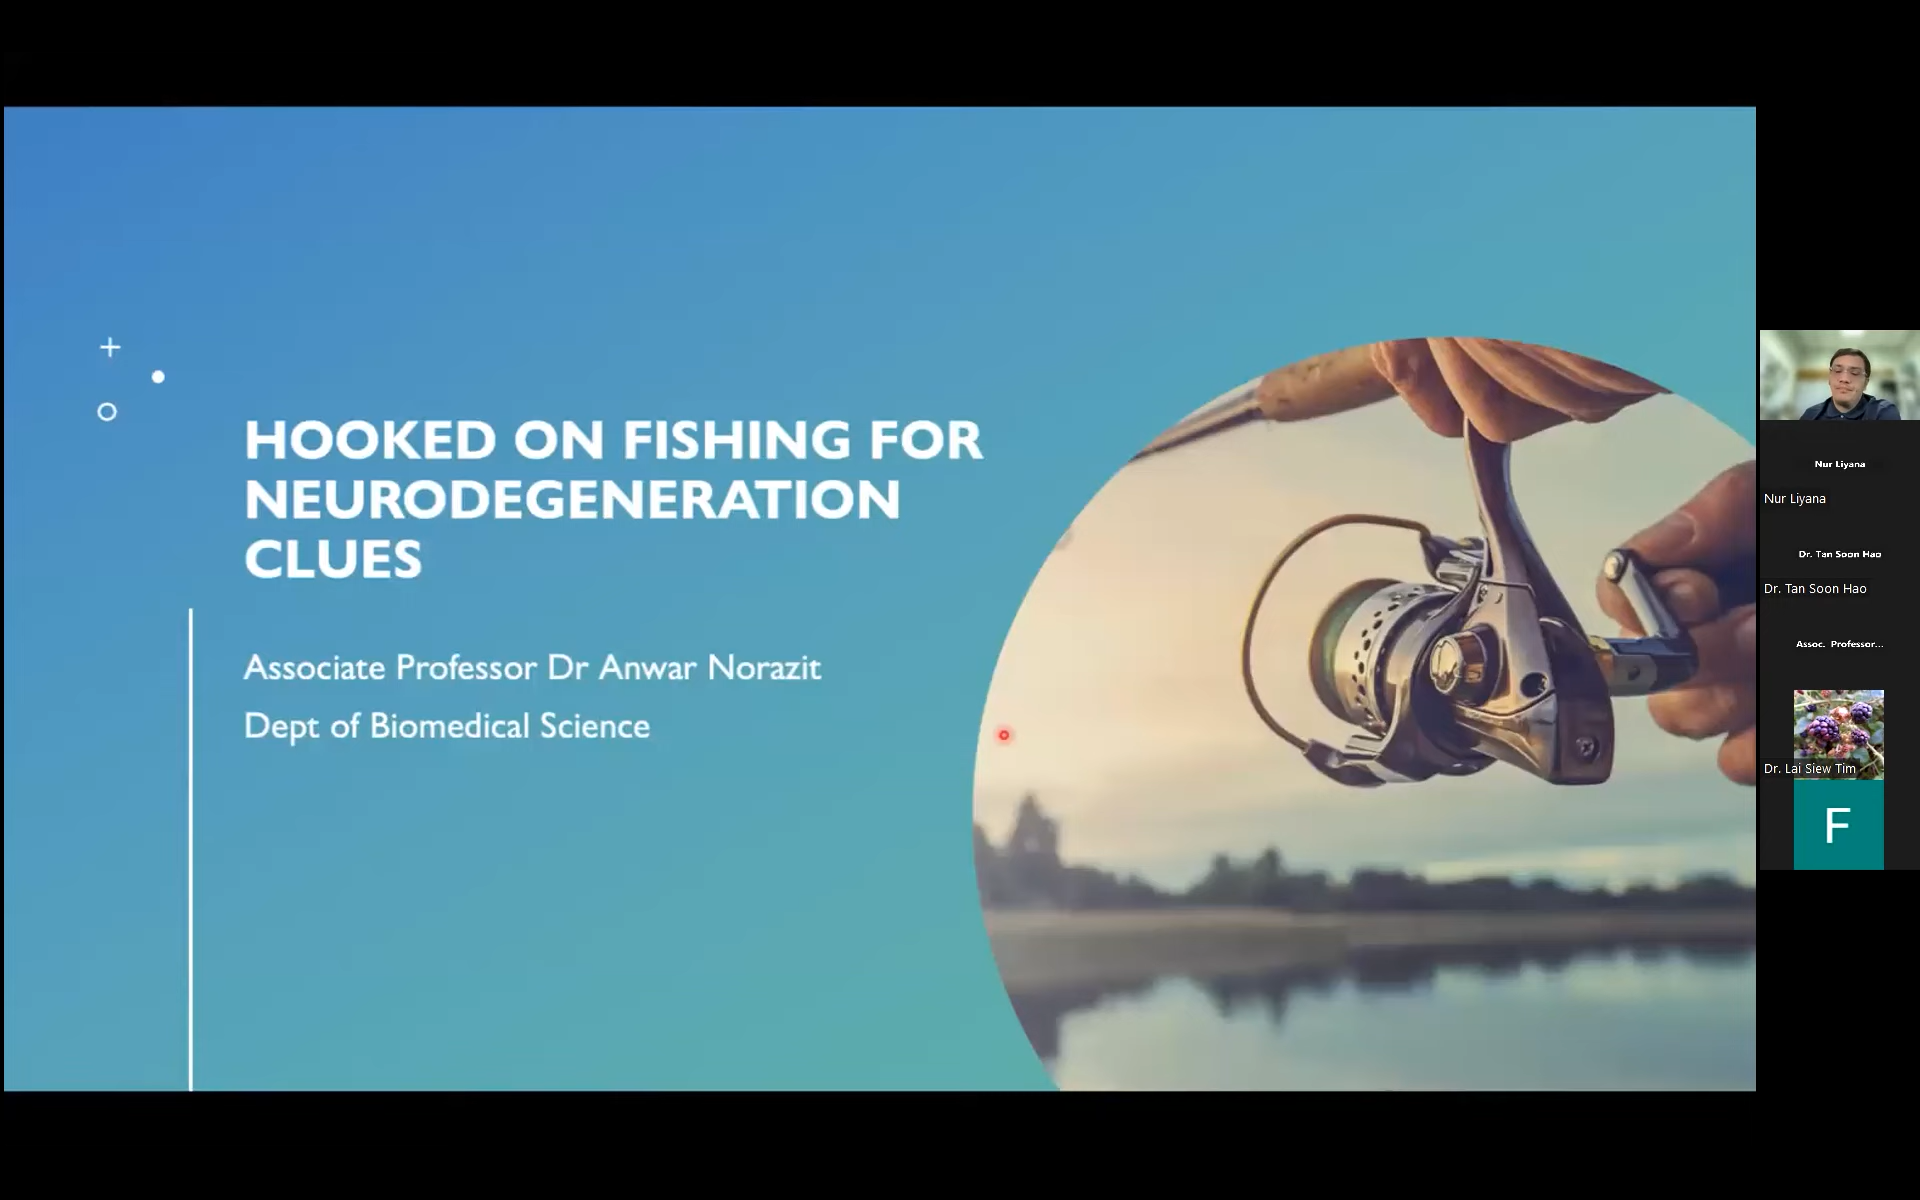 HOOKED ON FISHING FOR
NEURODEGENERATION
CLUES
Associate Professor Dr Anwar Norazit
Dept of Biomedical Science
Nur Liyana
Nur Liyana
Dr. Tan Soon Hao
Dr. Tan Soon Hao
Assoc. Professor...
Dr. Lai Siew Tim
F